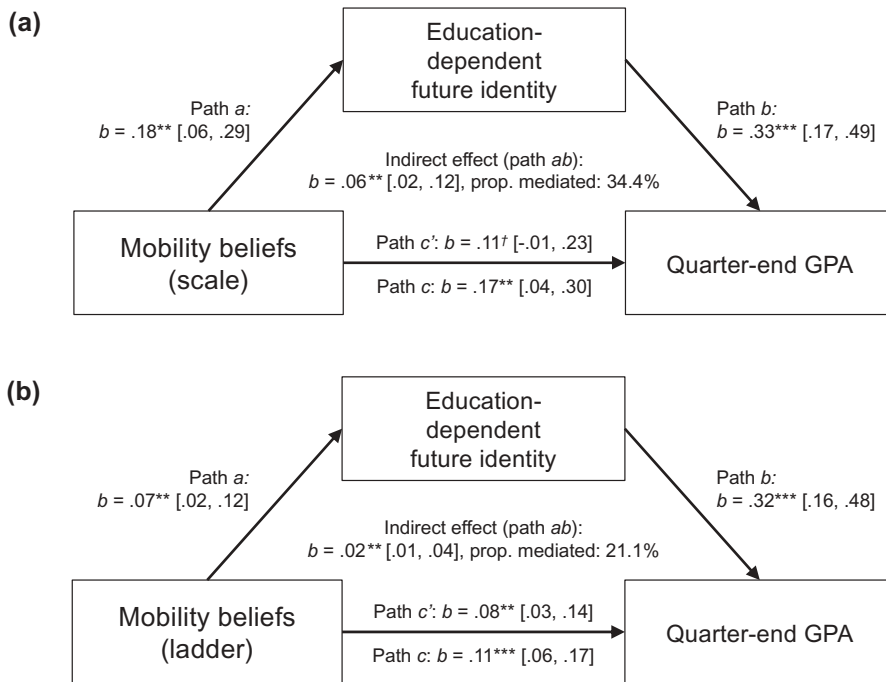 (a)
Education-
dependent
future identity
Path a:
b = .18** [.06, .29]
Path b:
b = .33*** [.17, .49]
Indirect effect (path ab):
b = .06** [.02, .12], prop. mediated: 34.4%
Mobility beliefs
(scale)
Path c’: b = .11† [-.01, .23]
Path c: b = .17** [.04, .30]
Quarter-end GPA
(b)
Education-
dependent
future identity
Path a:
b = .07** [.02, .12]
Path b:
b = .32*** [.16, .48]
Indirect effect (path ab):
b = .02** [.01, .04], prop. mediated: 21.1%
Mobility beliefs
(ladder)
Path c’: b = .08** [.03, .14]
Path c: b = .11*** [.06, .17]
Quarter-end GPA